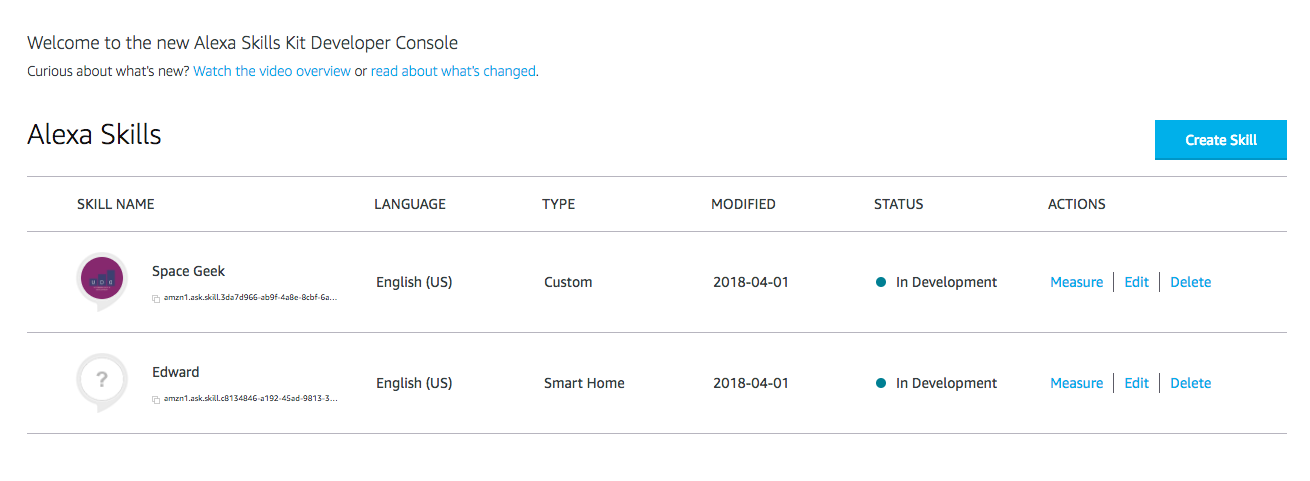 Welcome to the new Alexa Skills Kit Developer Console
Curious about what's new? Watch the video overview or read about what's changed.
Alexa Skills
Create Skill
SKILL NAME LANGUAGE TYPE MODIFIED STATUS ACTIONS
Space Geek
amzn1.ask.skill.3da7d966-ab9f-4a8e-8cbf-6a...
English (US) Custom 2018-04-01 In Development Measure Edit Delete
?
Edward
amzn1.ask.skill.c8134846-a192-45ad-9813-3...
English (US) Smart Home 2018-04-01 In Development Measure Edit Delete